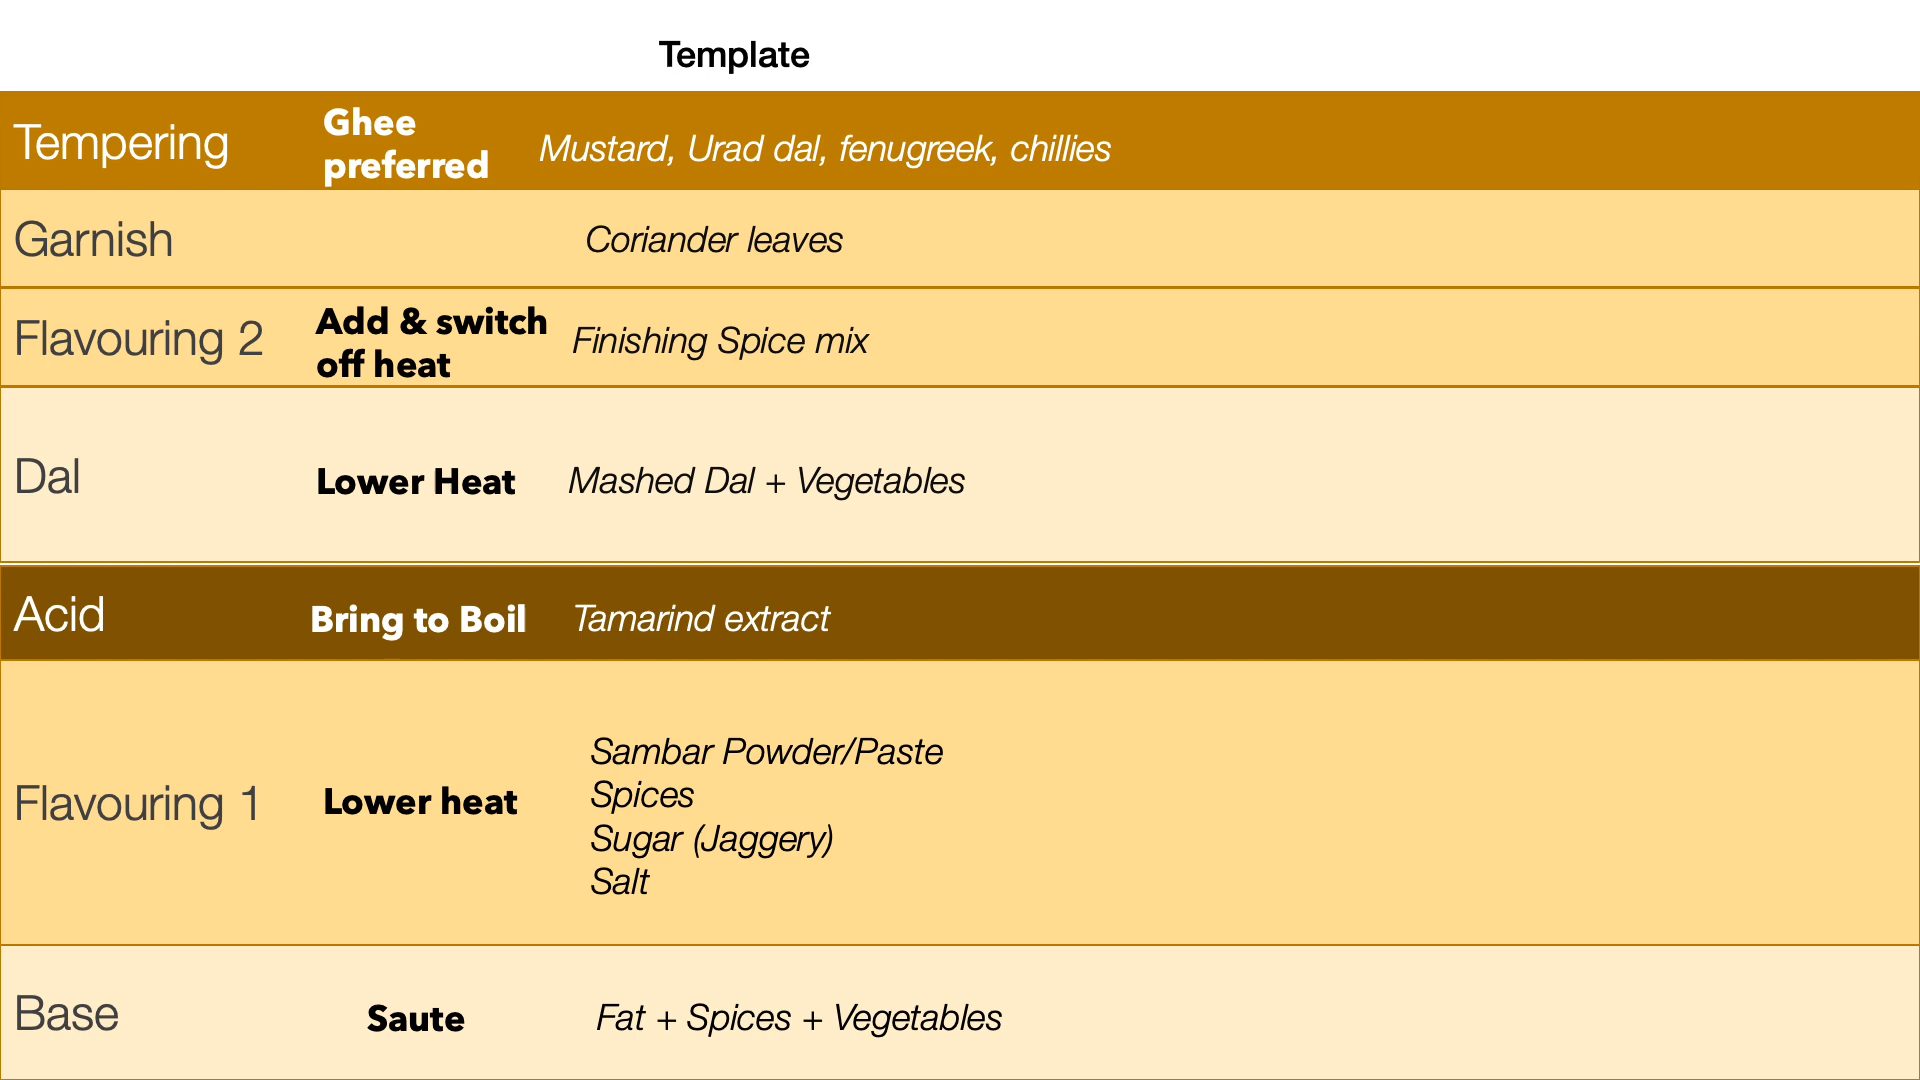 Template
Tempering
Ghee
preferred
Mustard, Urad dal, fenugreek, chillies
Garnish
Coriander leaves
Flavouring 2
Add & switch
off heat
Finishing Spice mix
Dal
Lower Heat
Mashed Dal + Vegetables
Acid
Bring to Boil
Tamarind extract
Flavouring 1
Lower heat
Sambar Powder/Paste
Spices
Sugar (Jaggery)
Salt
Base
Saute
Fat + Spices + Vegetables